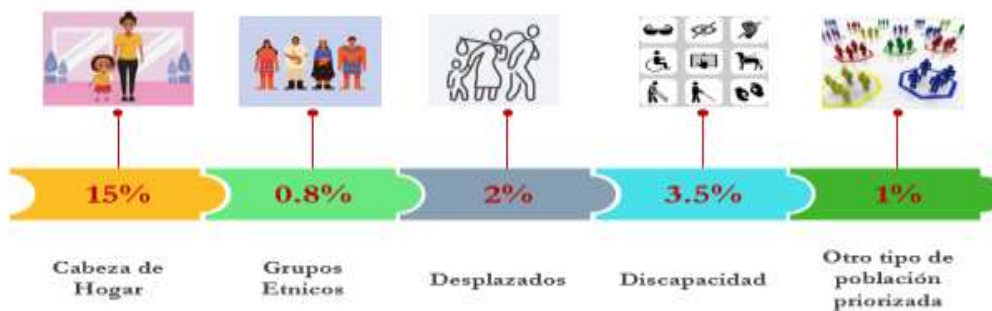 15%
0.8%
2%
3.5%
1%
Cabeza de
Hogar
Grupos
Etnicos
Desplazados
Discapacidad
Otro tipo de
población
priorizada